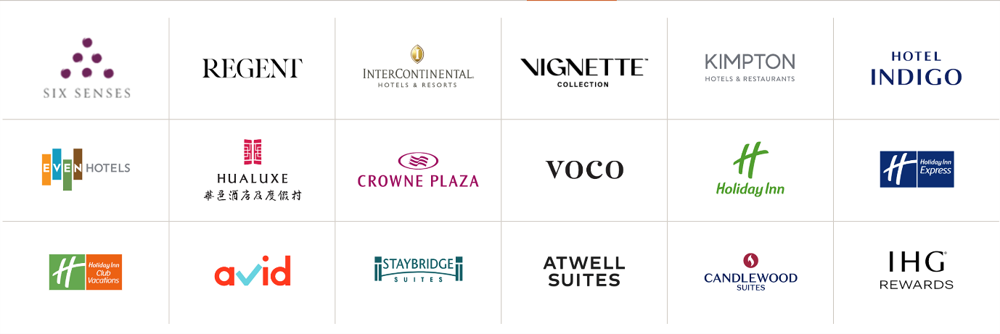 SIX SENSES
REGENT
INTERCONTINENTAL®
HOTELS & RESORTS
VIGNETTE™
COLLECTION
KIMPTON
HOTELS & RESTAURANTS
HOTEL
INDIGO
EVEN HOTELS
HUALUXE
華邑酒店及度假村
CROWNE PLAZA
voco
H
Holiday Inn
H
Holiday Inn
Express
H
Holiday Inn
Club
Vacations
avid
STAYBRIDGE
SUITES
ATWELL
SUITES
CANDLEWOOD
SUITES
IHG®
REWARDS